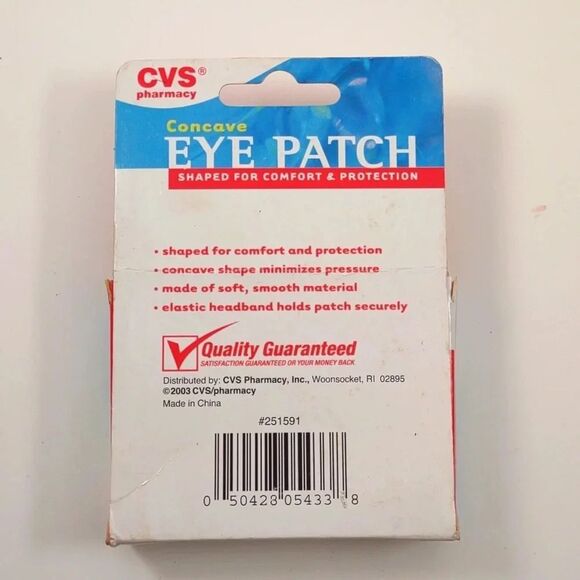 CVS®
pharmacy
Concave
EYE PATCH
SHAPED FOR COMFORT & PROTECTION
• shaped for comfort and protection
• concave shape minimizes pressure
• made of soft, smooth material
• elastic headband holds patch securely
Quality Guaranteed
SATISFACTION GUARANTEED OR YOUR MONEY BACK
Distributed by: CVS Pharmacy, Inc., Woonsocket, RI 02895
©2003 CVS/pharmacy
Made in China
#251591
0 50428 05433 8